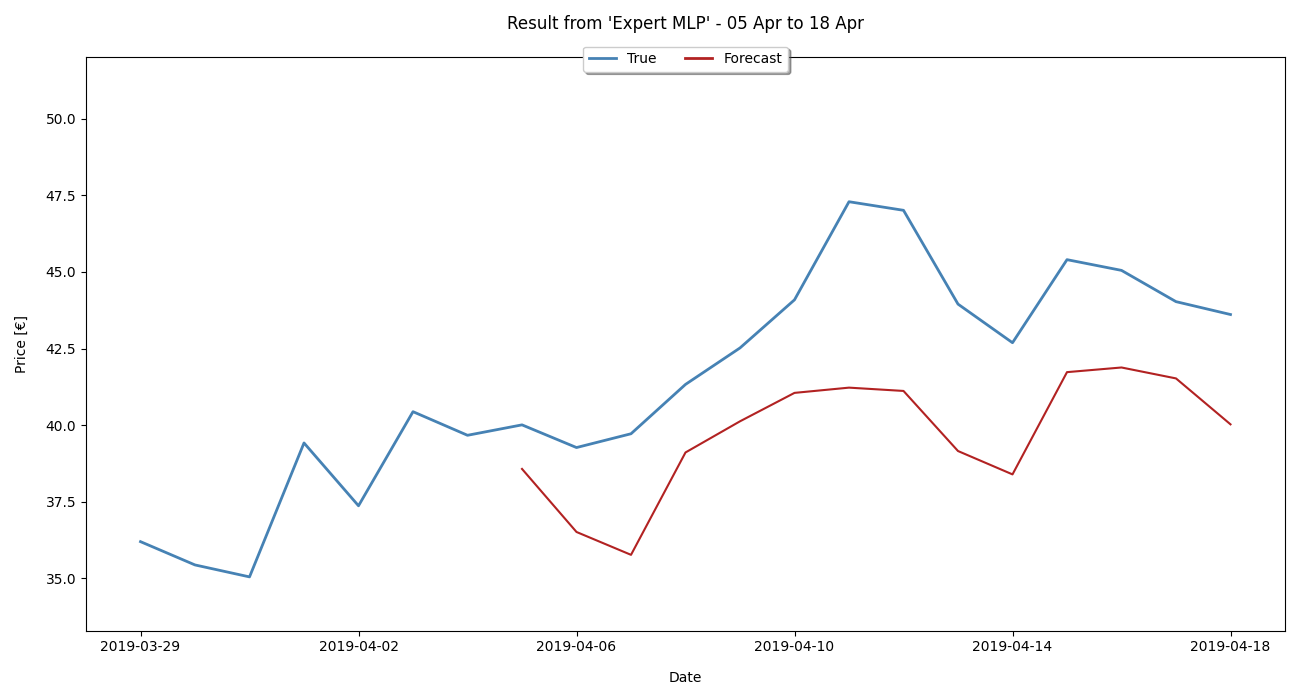 Result from 'Expert MLP' - 05 Apr to 18 Apr
True Forecast
50.0
47.5
45.0
42.5
40.0
37.5
35.0
Price [€]
2019-03-29 2019-04-02 2019-04-06 2019-04-10 2019-04-14 2019-04-18
Date